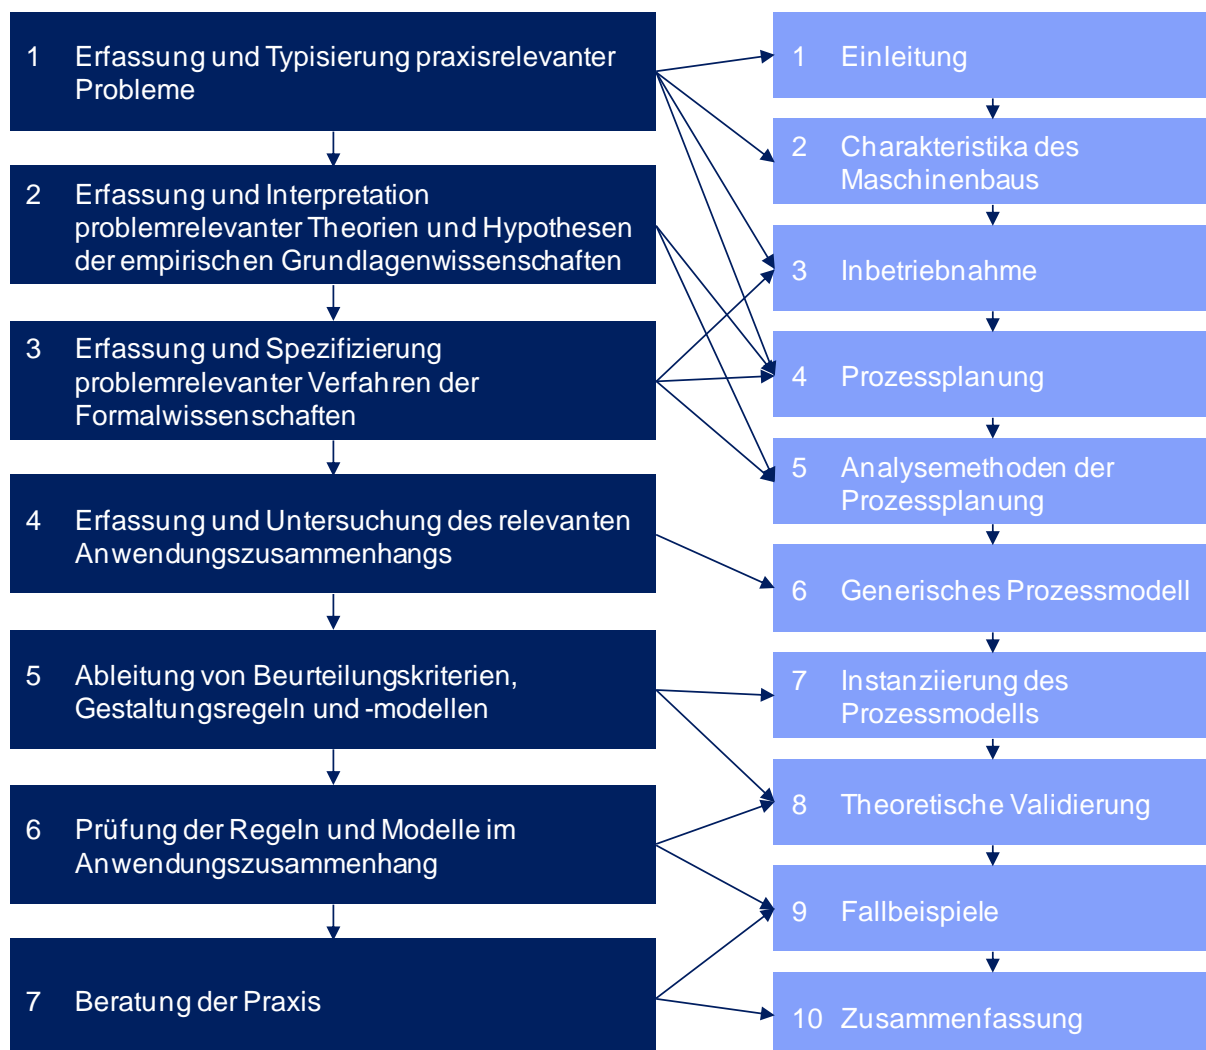 1 Erfassung und Typisierung praxisrelevanter
Probleme
2 Erfassung und Interpretation
problemrelevanter Theorien und Hypothesen
der empirischen Grundlagenwissenschaften
3 Erfassung und Spezifizierung
problemrelevanter Verfahren der
Formalwissenschaften
4 Erfassung und Untersuchung des relevanten
Anwendungszusammenhangs
5 Ableitung von Beurteilungskriterien,
Gestaltungsregeln und -modellen
6 Prüfung der Regeln und Modelle im
Anwendungszusammenhang
7 Beratung der Praxis
1 Einleitung
2 Charakteristika des
Maschinenbaus
3 Inbetriebnahme
4 Prozessplanung
5 Analysemethoden der
Prozessplanung
6 Generisches Prozessmodell
7 Instanziierung des
Prozessmodells
8 Theoretische Validierung
9 Fallbeispiele
10 Zusammenfassung